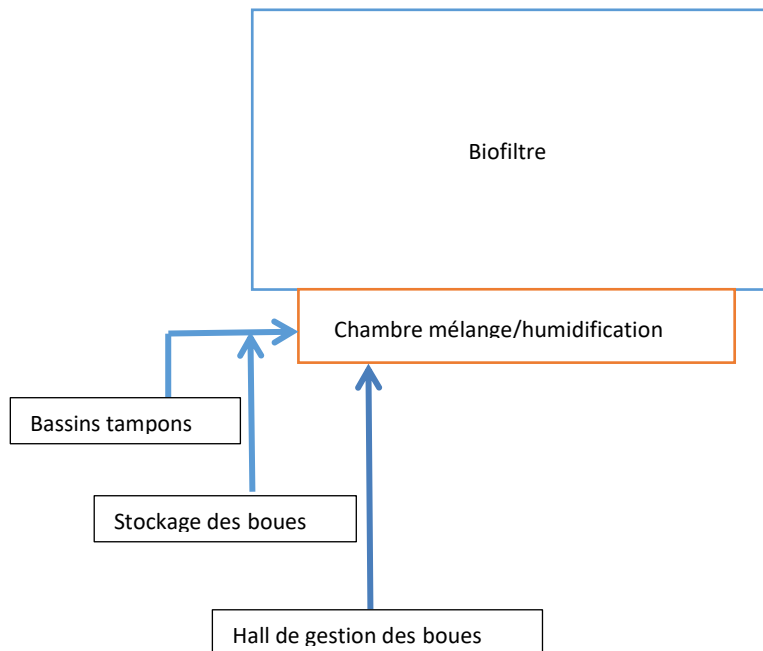 Biofiltre
Chambre mélange/humidification
Bassins tampons
Stockage des boues
Hall de gestion des boues